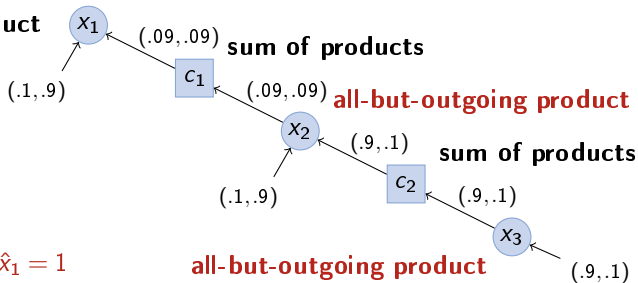 uct
x₁
(.09,.09)
sum of products
c₁
(.1,.9)
(.09,.09)
all-but-outgoing product
x₂
(.9,.1)
sum of products
c₂
(.1,.9)
(.9,.1)
x₃
x̂₁ = 1
all-but-outgoing product
(.9,.1)